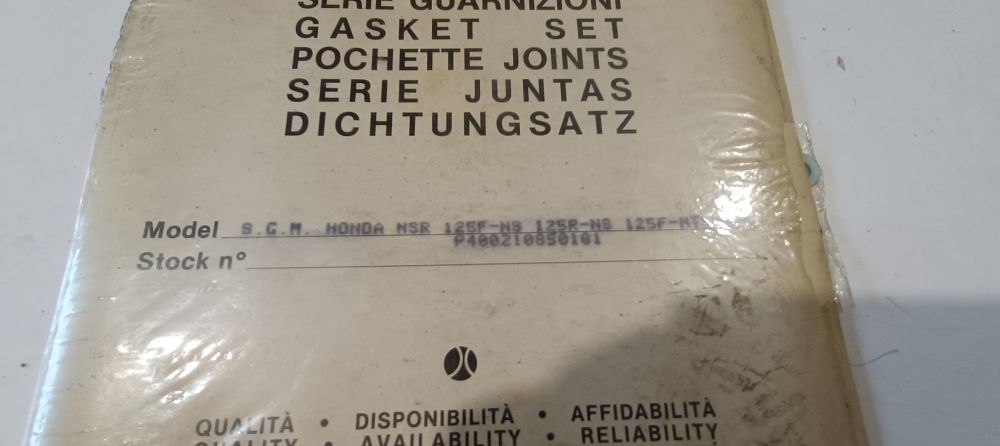 SERIE GUARNIZIONI
GASKET SET
POCHETTE JOINTS
SERIE JUNTAS
DICHTUNGSATZ
Model S.G.M. HONDA NSR 125F-NS 125R-NS 125F-MT
P400210850101
Stock n°
QUALITÀ • DISPONIBILITÀ • AFFIDABILITÀ
QUALITY • AVAILABILITY • RELIABILITY